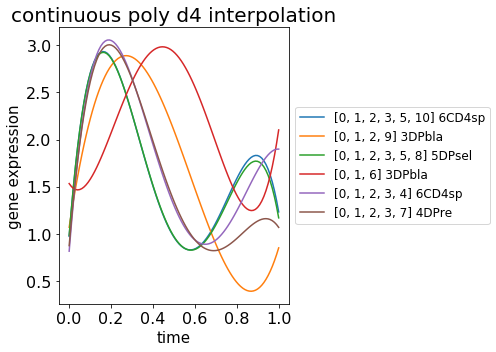 continuous poly d4 interpolation
gene expression
3.0
2.5
2.0
1.5
1.0
0.5
0.0 0.2 0.4 0.6 0.8 1.0
time
[0, 1, 2, 3, 5, 10] 6CD4sp
[0, 1, 2, 9] 3DPbla
[0, 1, 2, 3, 5, 8] 5DPsel
[0, 1, 6] 3DPbla
[0, 1, 2, 3, 4] 6CD4sp
[0, 1, 2, 3, 7] 4DPre